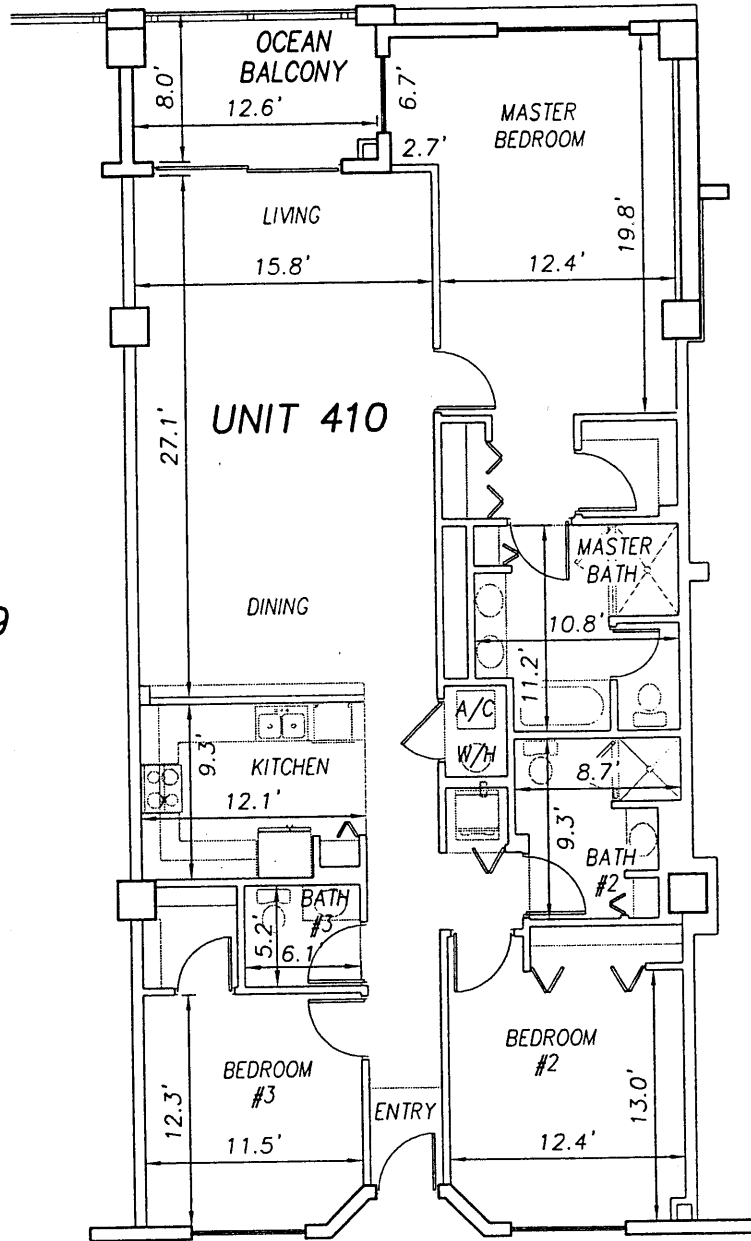 OCEAN
BALCONY
8.0'
12.6'
6.7'
2.7'
MASTER
BEDROOM
LIVING
15.8'
12.4'
19.8'
27.1'
UNIT 410
9
DINING
MASTER
BATH
10.8'
11.2'
A/C
W/H
9.3'
KITCHEN
12.1'
8.7'
9.3'
BATH
#2
BATH
#3
5.2'
6.1'
BEDROOM
#3
12.3'
11.5'
ENTRY
BEDROOM
#2
13.0'
12.4'